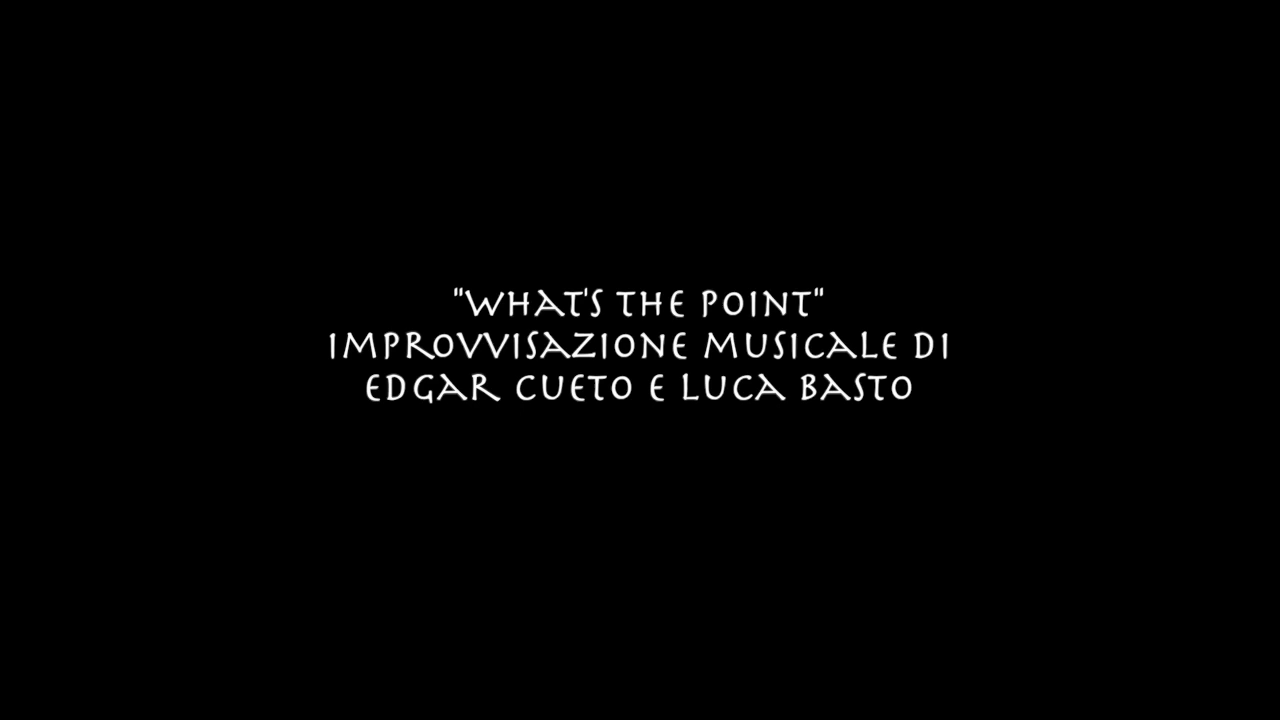 "WHAT'S THE POINT"
IMPROVVISAZIONE MUSICALE DI
EDGAR CUETO E LUCA BASTO